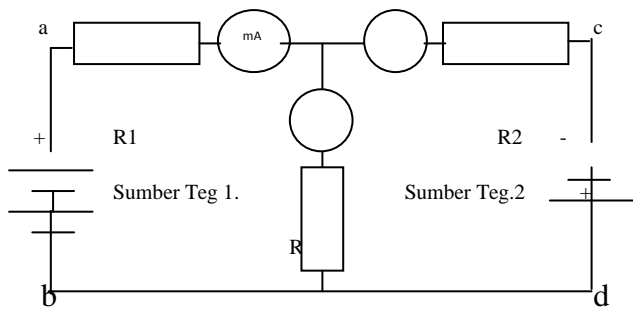 a
mA
c
+
R1
R2
-
Sumber Teg 1.
Sumber Teg.2
+
R
b
d